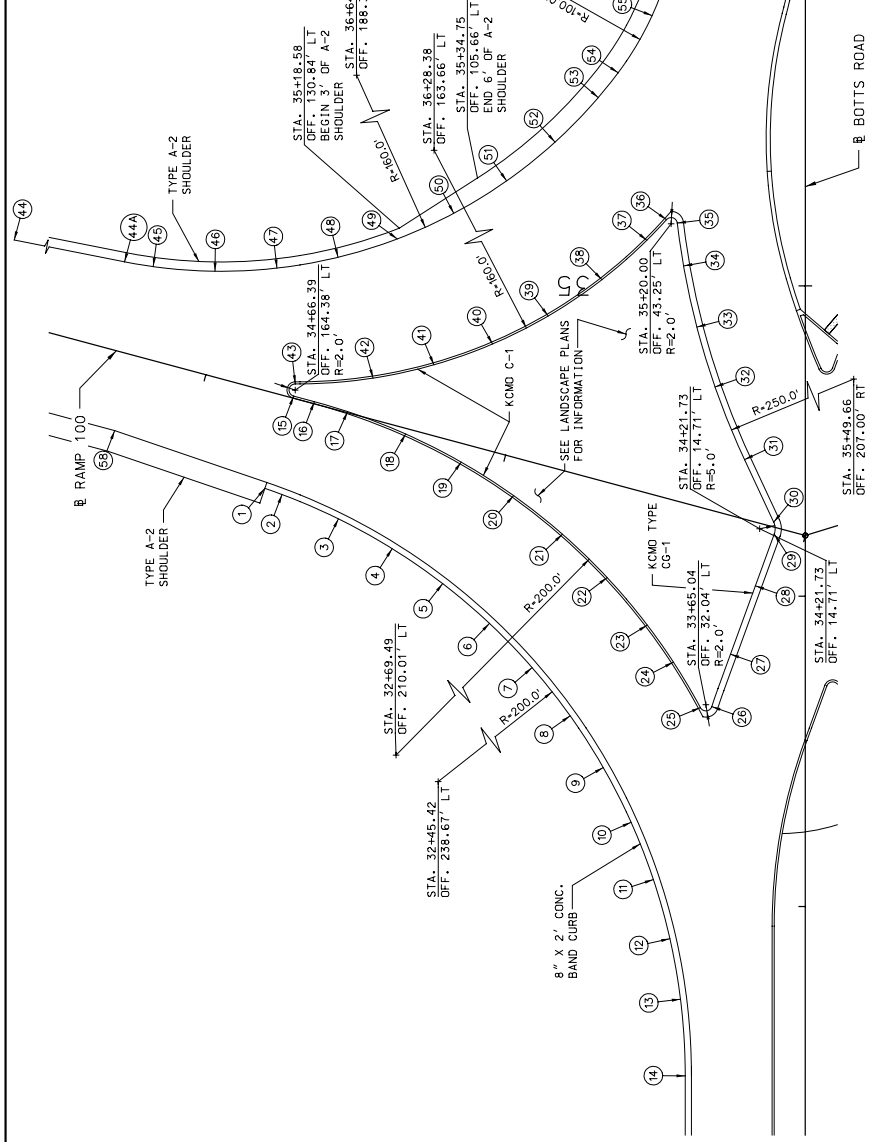 44
44A
45
46
47
48
49
50
51
52
53
54
55
TYPE A-2
SHOULDER
STA. 35+18.58
OFF. 130.84' LT
BEGIN 3' OF A-2
SHOULDER
OFF. 188.
R=160.0'
STA. 36+28.38
OFF. 163.66' LT
STA. 35+34.75
OFF. 105.66' LT
END 6' OF A-2
SHOULDER
℄ BOTTS ROAD
R=160.0'
36
35
37
38
39
40
41
42
43
34
33
32
31
30
29
28
27
26
25
24
23
22
21
20
19
18
17
16
15
35
STA. 34+66.39
OFF. 164.38' LT
R=2.0'
STA. 35+20.00
OFF. 43.25' LT
R=2.0'
KCMO C-1
SEE LANDSCAPE PLANS
FOR INFORMATION
STA. 34+21.73
OFF. 14.71' LT
R=5.0'
R=250.0'
STA. 35+49.66
OFF. 207.00' RT
KCMO TYPE
CG-1
STA. 33+65.04
OFF. 32.04' LT
R=2.0'
STA. 34+21.73
OFF. 14.71' LT
℄ RAMP 100
58
TYPE A-2
SHOULDER
1
2
3
4
5
6
7
8
9
10
11
12
13
14
STA. 32+69.49
OFF. 210.01' LT
R=200.0'
STA. 32+45.42
OFF. 238.67' LT
R=200.0'
8" X 2' CONC.
BAND CURB